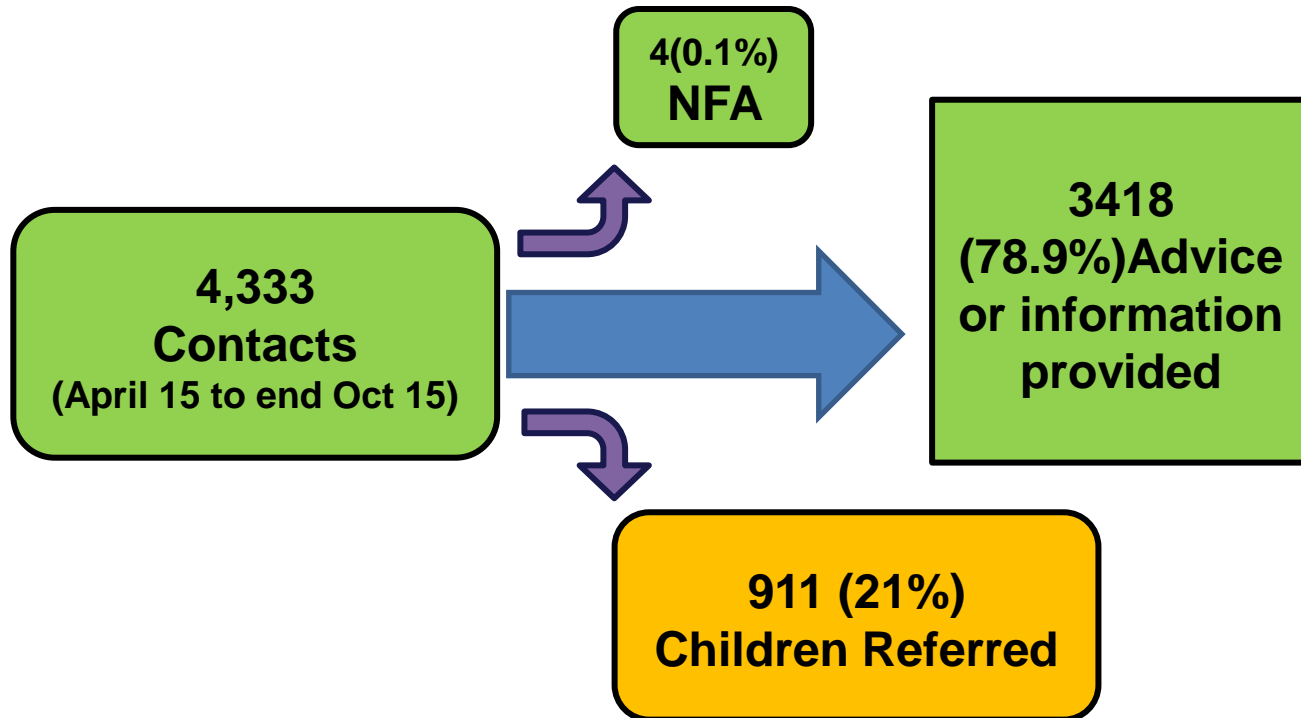 4(0.1%)
NFA
4,333
Contacts
(April 15 to end Oct 15)
3418
(78.9%)Advice
or information
provided
911 (21%)
Children Referred